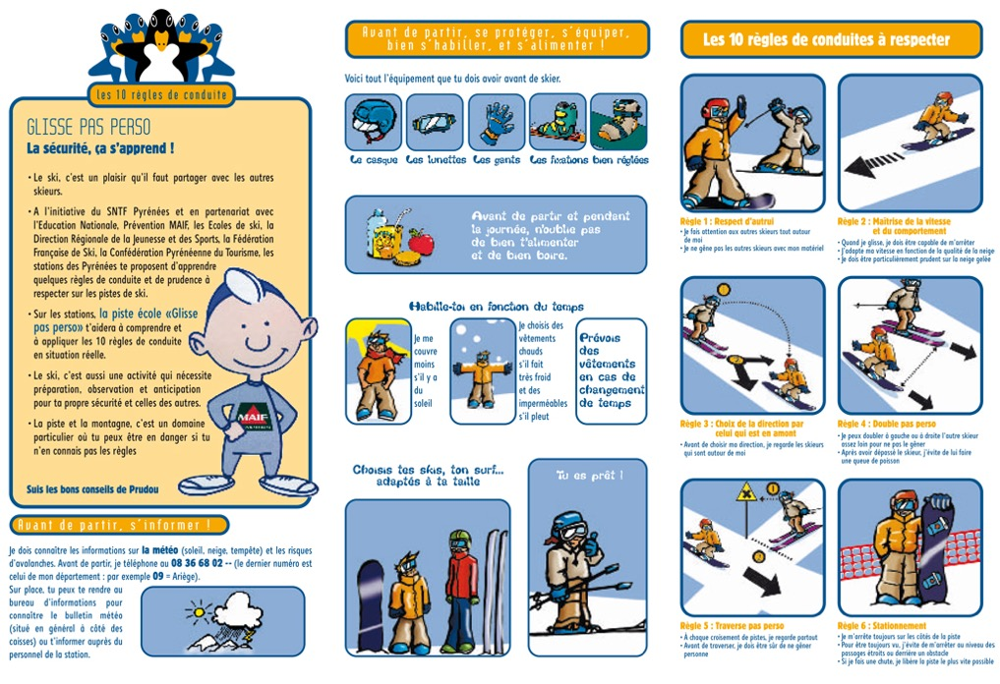 les 10 règles de conduite
GLISSE PAS PERSO
La sécurité, ça s'apprend !
• Le ski, c'est un plaisir qu'il faut partager avec les autres
skieurs.
• A l'initiative du SNTF Pyrénées et en partenariat avec
l'Education Nationale, Prévention MAIF, les Ecoles de ski, la
Direction Régionale de la Jeunesse et des Sports, la Fédération
Française de Ski, la Confédération Pyrénéenne du Tourisme, les
stations des Pyrénées te proposent d'apprendre
quelques règles de conduite et de prudence à
respecter sur les pistes de ski.
• Sur les stations, la piste école «Glisse
pas perso» t'aidera à comprendre et
à appliquer les 10 règles de conduite
en situation réelle.
• Le ski, c'est aussi une activité qui nécessite
préparation, observation et anticipation
pour ta propre sécurité et celles des autres.
• La piste et la montagne, c'est un domaine
particulier où tu peux être en danger si tu
n'en connais pas les règles
MAIF
Suis les bons conseils de Prudou
Avant de partir, s'informer !
Je dois connaître les informations sur la météo (soleil, neige, tempête) et les risques
d'avalanches. Avant de partir, je téléphone au 08 36 68 02 -- (le dernier numéro est
celui de mon département : par exemple 09 = Ariège).
Sur place, tu peux te rendre au
bureau d'informations pour
connaître le bulletin météo
(situé en général à côté des
caisses) ou t'informer auprès du
personnel de la station.
Avant de partir, se protéger, s'équiper,
bien s'habiller, et s'alimenter !
Voici tout l'équipement que tu dois avoir avant de skier.
Le casque
Les lunettes
Les gants
Les fixations bien réglées
Avant de partir et pendant
la journée, n'oublie pas
de bien t'alimenter
et de bien boire.
Habille-toi en fonction du temps
Je me
couvre
moins
s'il y a
du
soleil
Je choisis des
vêtements
chauds
s'il fait
très froid
et des
imperméables
s'il pleut
Prévois
des
vêtements
en cas de
changement
de temps
Choisis tes skis, ton surf...
adaptés à ta taille
Tu es prêt !
Les 10 règles de conduites à respecter
Règle 1 : Respect d'autrui
• Je fais attention aux autres skieurs tout autour
de moi
• Je ne gêne pas les autres skieurs avec mon matériel
Règle 2 : Maîtrise de la vitesse
et du comportement
• Quand je glisse, je dois être capable de m'arrêter
• J'adapte ma vitesse en fonction de la qualité de la neige
• Je dois être particulièrement prudent sur la neige gelée
Règle 3 : Choix de la direction par
celui qui est en amont
• Avant de choisir ma direction, je regarde les skieurs
qui sont autour de moi
Règle 4 : Double pas perso
• Je peux doubler à gauche ou à droite l'autre skieur
assez loin pour ne pas le gêner
• Après avoir dépassé le skieur, j'évite de lui faire
une queue de poisson
Règle 5 : Traverse pas perso
• À chaque croisement de pistes, je regarde partout
• Avant de traverser, je dois être sûr de ne gêner
personne
Règle 6 : Stationnement
• Je m'arrête toujours sur les côtés de la piste
• Pour être toujours vu, j'évite de m'arrêter au niveau des
passages étroits ou derrière un obstacle
• Si je fais une chute, je libère la piste le plus vite possible